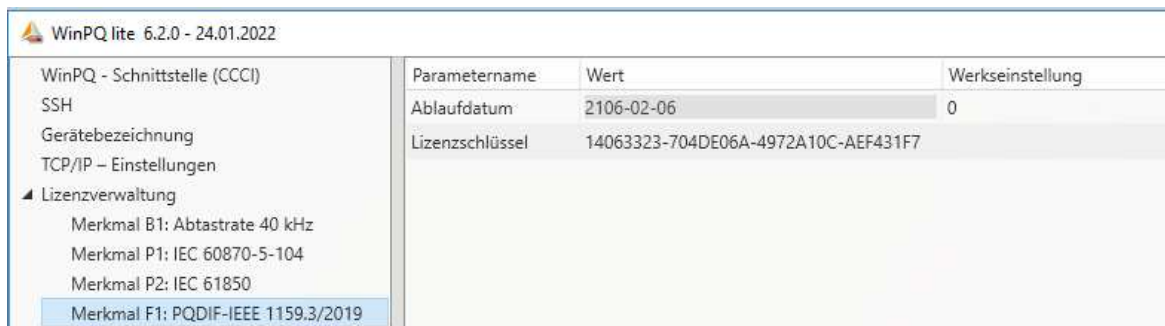 WinPQ lite 6.2.0 - 24.01.2022
WinPQ - Schnittstelle (CCCI)
SSH
Gerätebezeichnung
TCP/IP – Einstellungen
Lizenzverwaltung
Merkmal B1: Abtastrate 40 kHz
Merkmal P1: IEC 60870-5-104
Merkmal P2: IEC 61850
Merkmal F1: PQDIF-IEEE 1159.3/2019
Parametername Wert Werkseinstellung
Ablaufdatum 2106-02-06 0
Lizenzschlüssel 14063323-704DE06A-4972A10C-AEF431F7